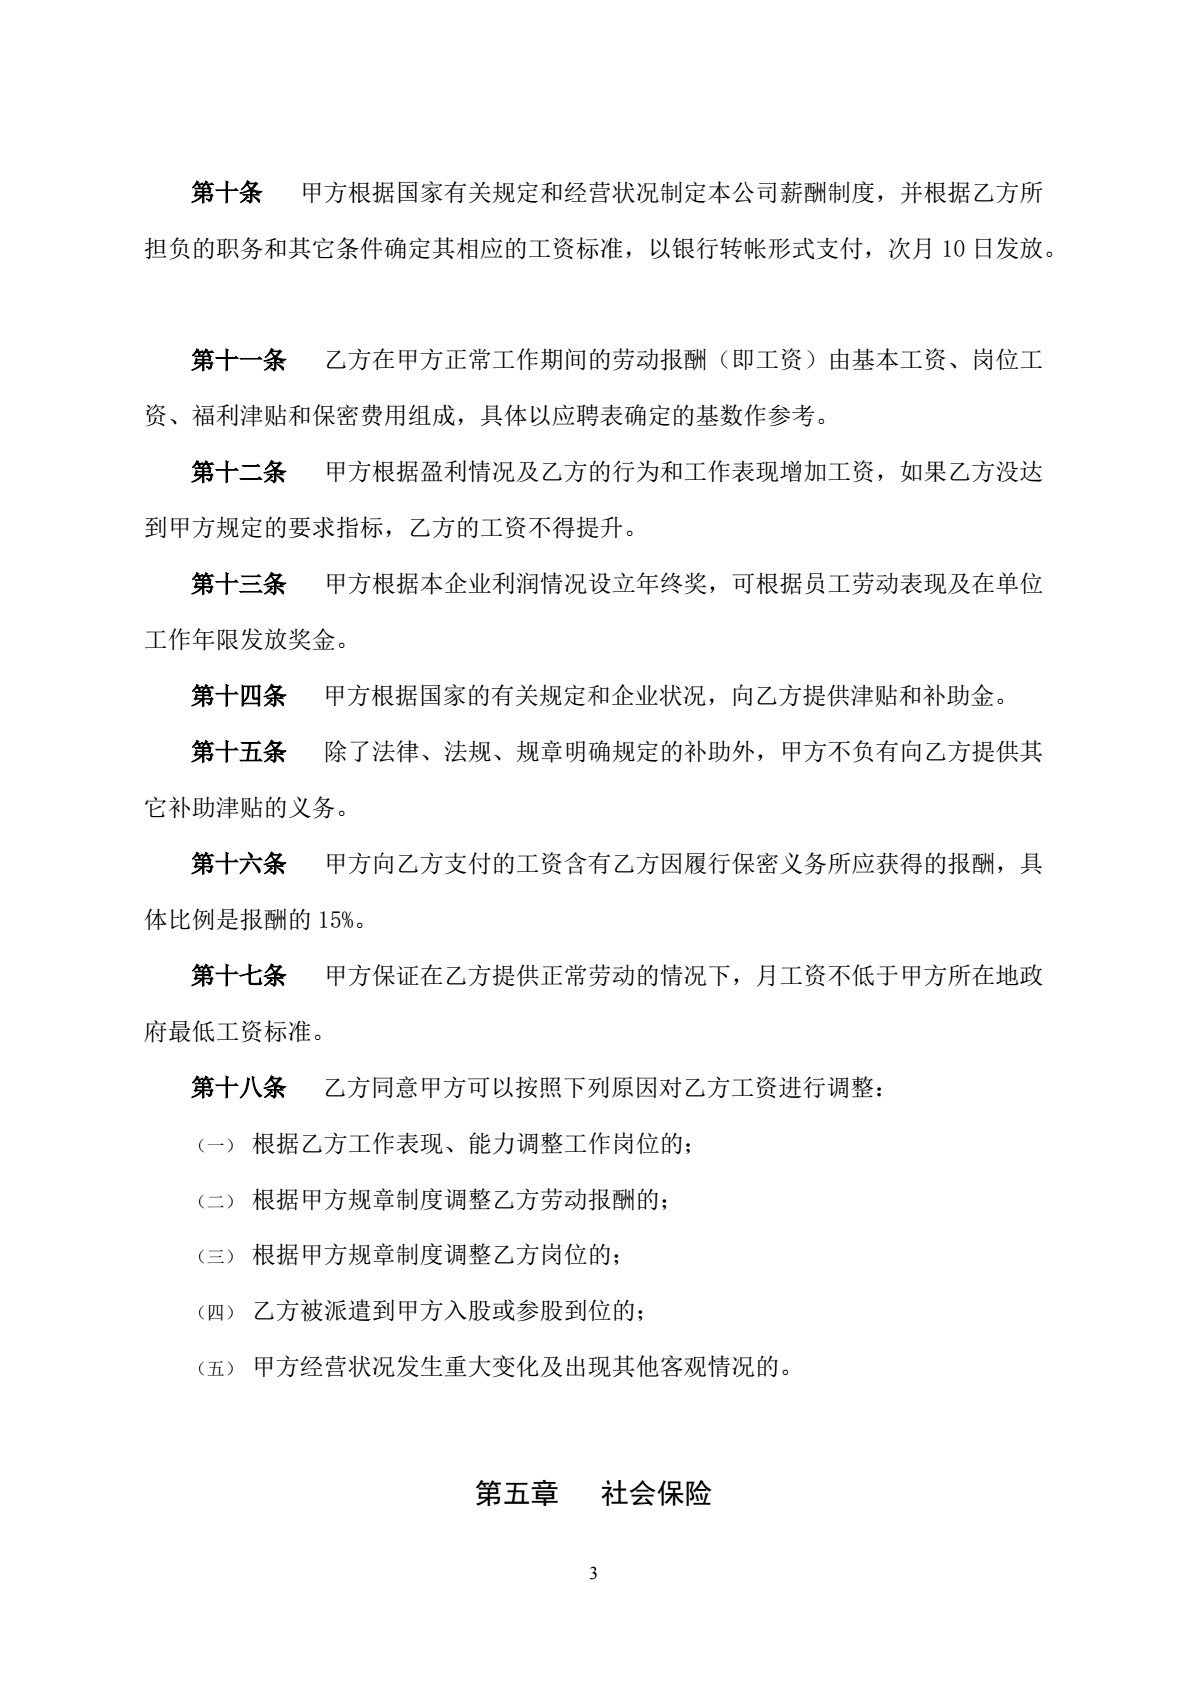 第十条 甲方根据国家有关规定和经营状况制定本公司薪酬制度，并根据乙方所
担负的职务和其它条件确定其相应的工资标准，以银行转帐形式支付，次月 10 日发放。
第十一条 乙方在甲方正常工作期间的劳动报酬（即工资）由基本工资、岗位工
资、福利津贴和保密费用组成，具体以应聘表确定的基数作参考。
第十二条 甲方根据盈利情况及乙方的行为和工作表现增加工资，如果乙方没达
到甲方规定的要求指标，乙方的工资不得提升。
第十三条 甲方根据本企业利润情况设立年终奖，可根据员工劳动表现及在单位
工作年限发放奖金。
第十四条 甲方根据国家的有关规定和企业状况，向乙方提供津贴和补助金。
第十五条 除了法律、法规、规章明确规定的补助外，甲方不负有向乙方提供其
它补助津贴的义务。
第十六条 甲方向乙方支付的工资含有乙方因履行保密义务所应获得的报酬，具
体比例是报酬的 15%。
第十七条 甲方保证在乙方提供正常劳动的情况下，月工资不低于甲方所在地政
府最低工资标准。
第十八条 乙方同意甲方可以按照下列原因对乙方工资进行调整：
（一） 根据乙方工作表现、能力调整工作岗位的；
（二） 根据甲方规章制度调整乙方劳动报酬的；
（三） 根据甲方规章制度调整乙方岗位的；
（四） 乙方被派遣到甲方入股或参股到位的；
（五） 甲方经营状况发生重大变化及出现其他客观情况的。
第五章 社会保险
3